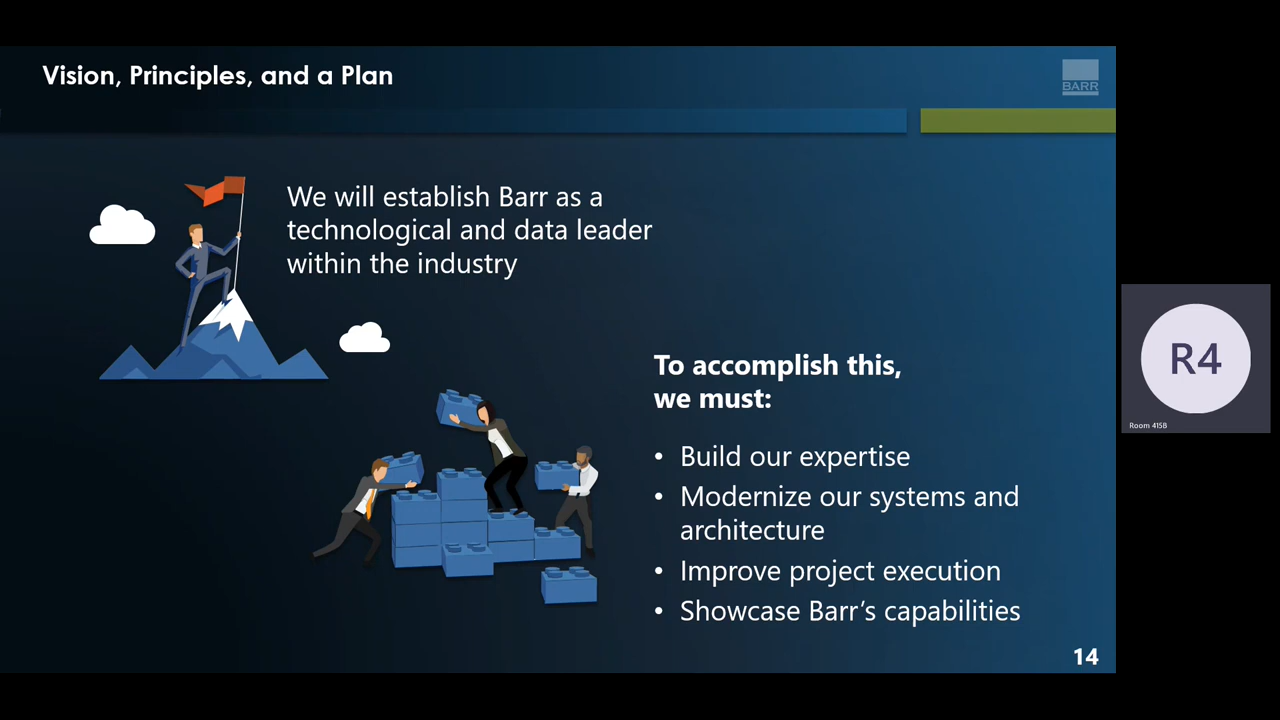 Vision, Principles, and a Plan
BARR
We will establish Barr as a
technological and data leader
within the industry
To accomplish this,
we must:
• Build our expertise
• Modernize our systems and
architecture
• Improve project execution
• Showcase Barr’s capabilities
14
R4
Room 415B